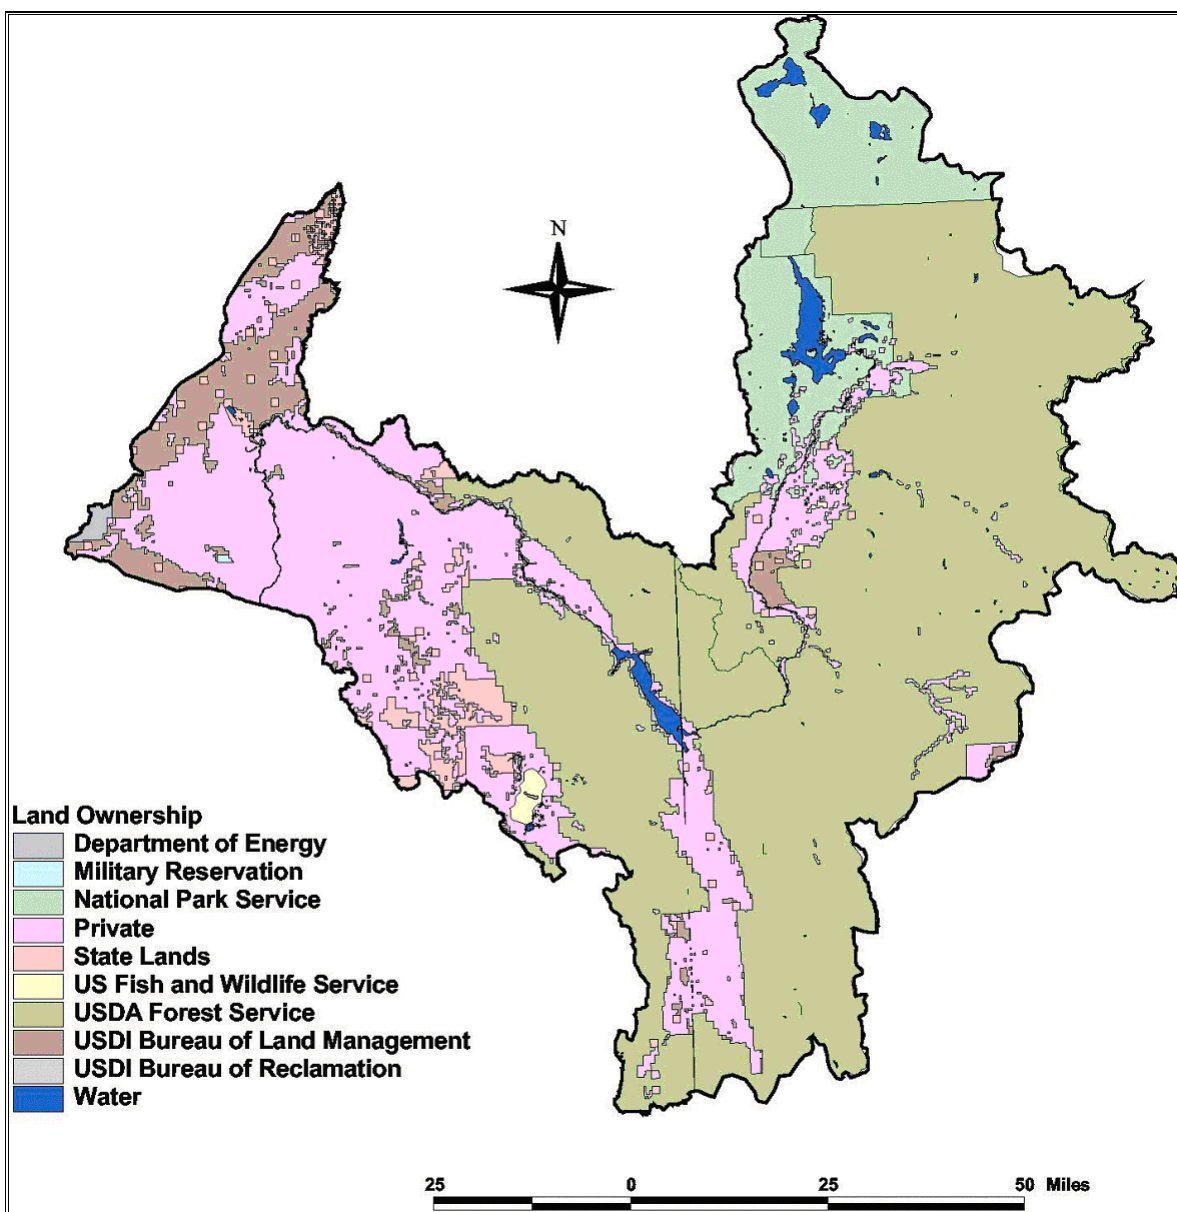 N
Land Ownership
Department of Energy
Military Reservation
National Park Service
Private
State Lands
US Fish and Wildlife Service
USDA Forest Service
USDI Bureau of Land Management
USDI Bureau of Reclamation
Water
25 0 25 50 Miles